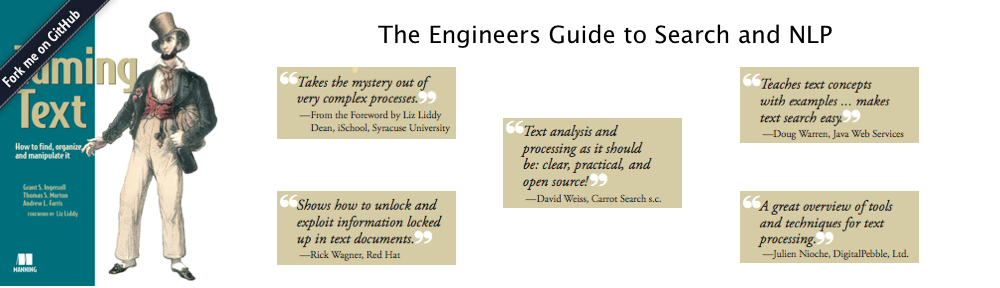 Fork me on GitHub
Taming
Text
How to find, organize
and manipulate it
Grant S. Ingersoll
Thomas S. Morton
Andrew L. Farris
FOREWORD BY Liz Liddy
MANNING
The Engineers Guide to Search and NLP
“Takes the mystery out of
very complex processes.”
—From the Foreword by Liz Liddy
Dean, iSchool, Syracuse University
“Shows how to unlock and
exploit information locked
up in text documents.”
—Rick Wagner, Red Hat
“Text analysis and
processing as it should
be: clear, practical, and
open source!”
—David Weiss, Carrot Search s.c.
“Teaches text concepts
with examples ... makes
text search easy.”
—Doug Warren, Java Web Services
“A great overview of tools
and techniques for text
processing.”
—Julien Nioche, DigitalPebble, Ltd.